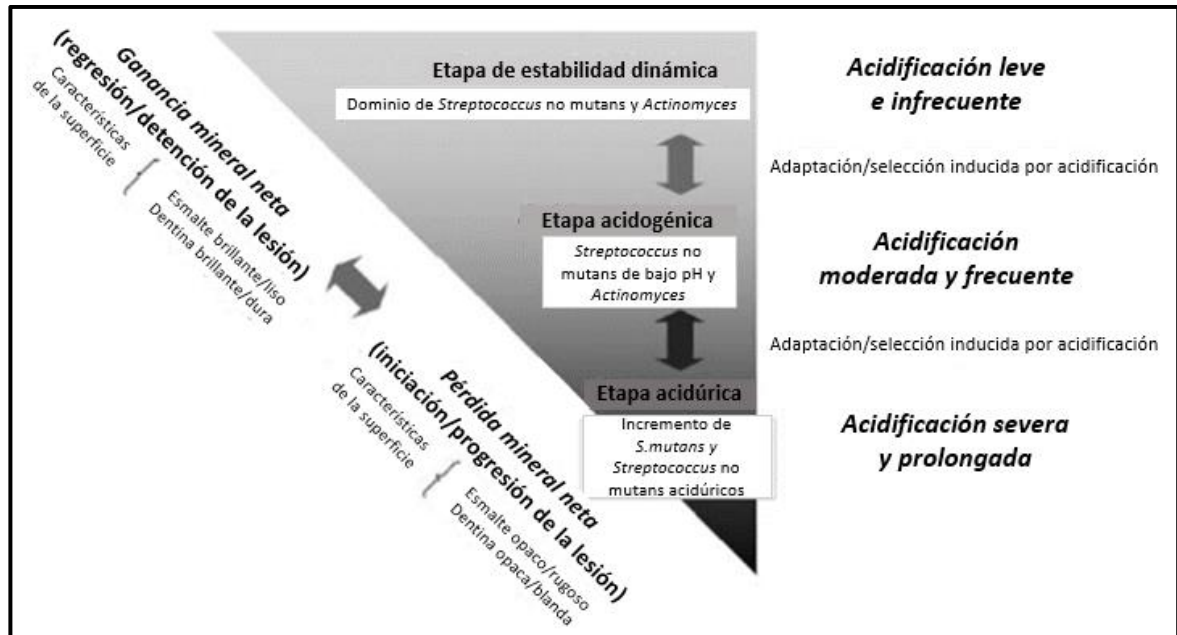 Ganancia mineral neta
(regresión/detención de la lesión)
Características
de la superficie
Esmalte brillante/liso
Dentina brillante/dura
Pérdida mineral neta
(iniciación/progresión de la lesión)
Características
de la superficie
Esmalte opaco/rugoso
Dentina opaca/blanda
Etapa de estabilidad dinámica
Dominio de Streptococcus no mutans y Actinomyces
Etapa acidogénica
Streptococcus no
mutans de bajo pH y
Actinomyces
Etapa acidúrica
Incremento de
S.mutans y
Streptococcus no
mutans acidúricos
Acidificación leve
e infrecuente
Adaptación/selección inducida por acidificación
Acidificación
moderada y frecuente
Adaptación/selección inducida por acidificación
Acidificación severa
y prolongada